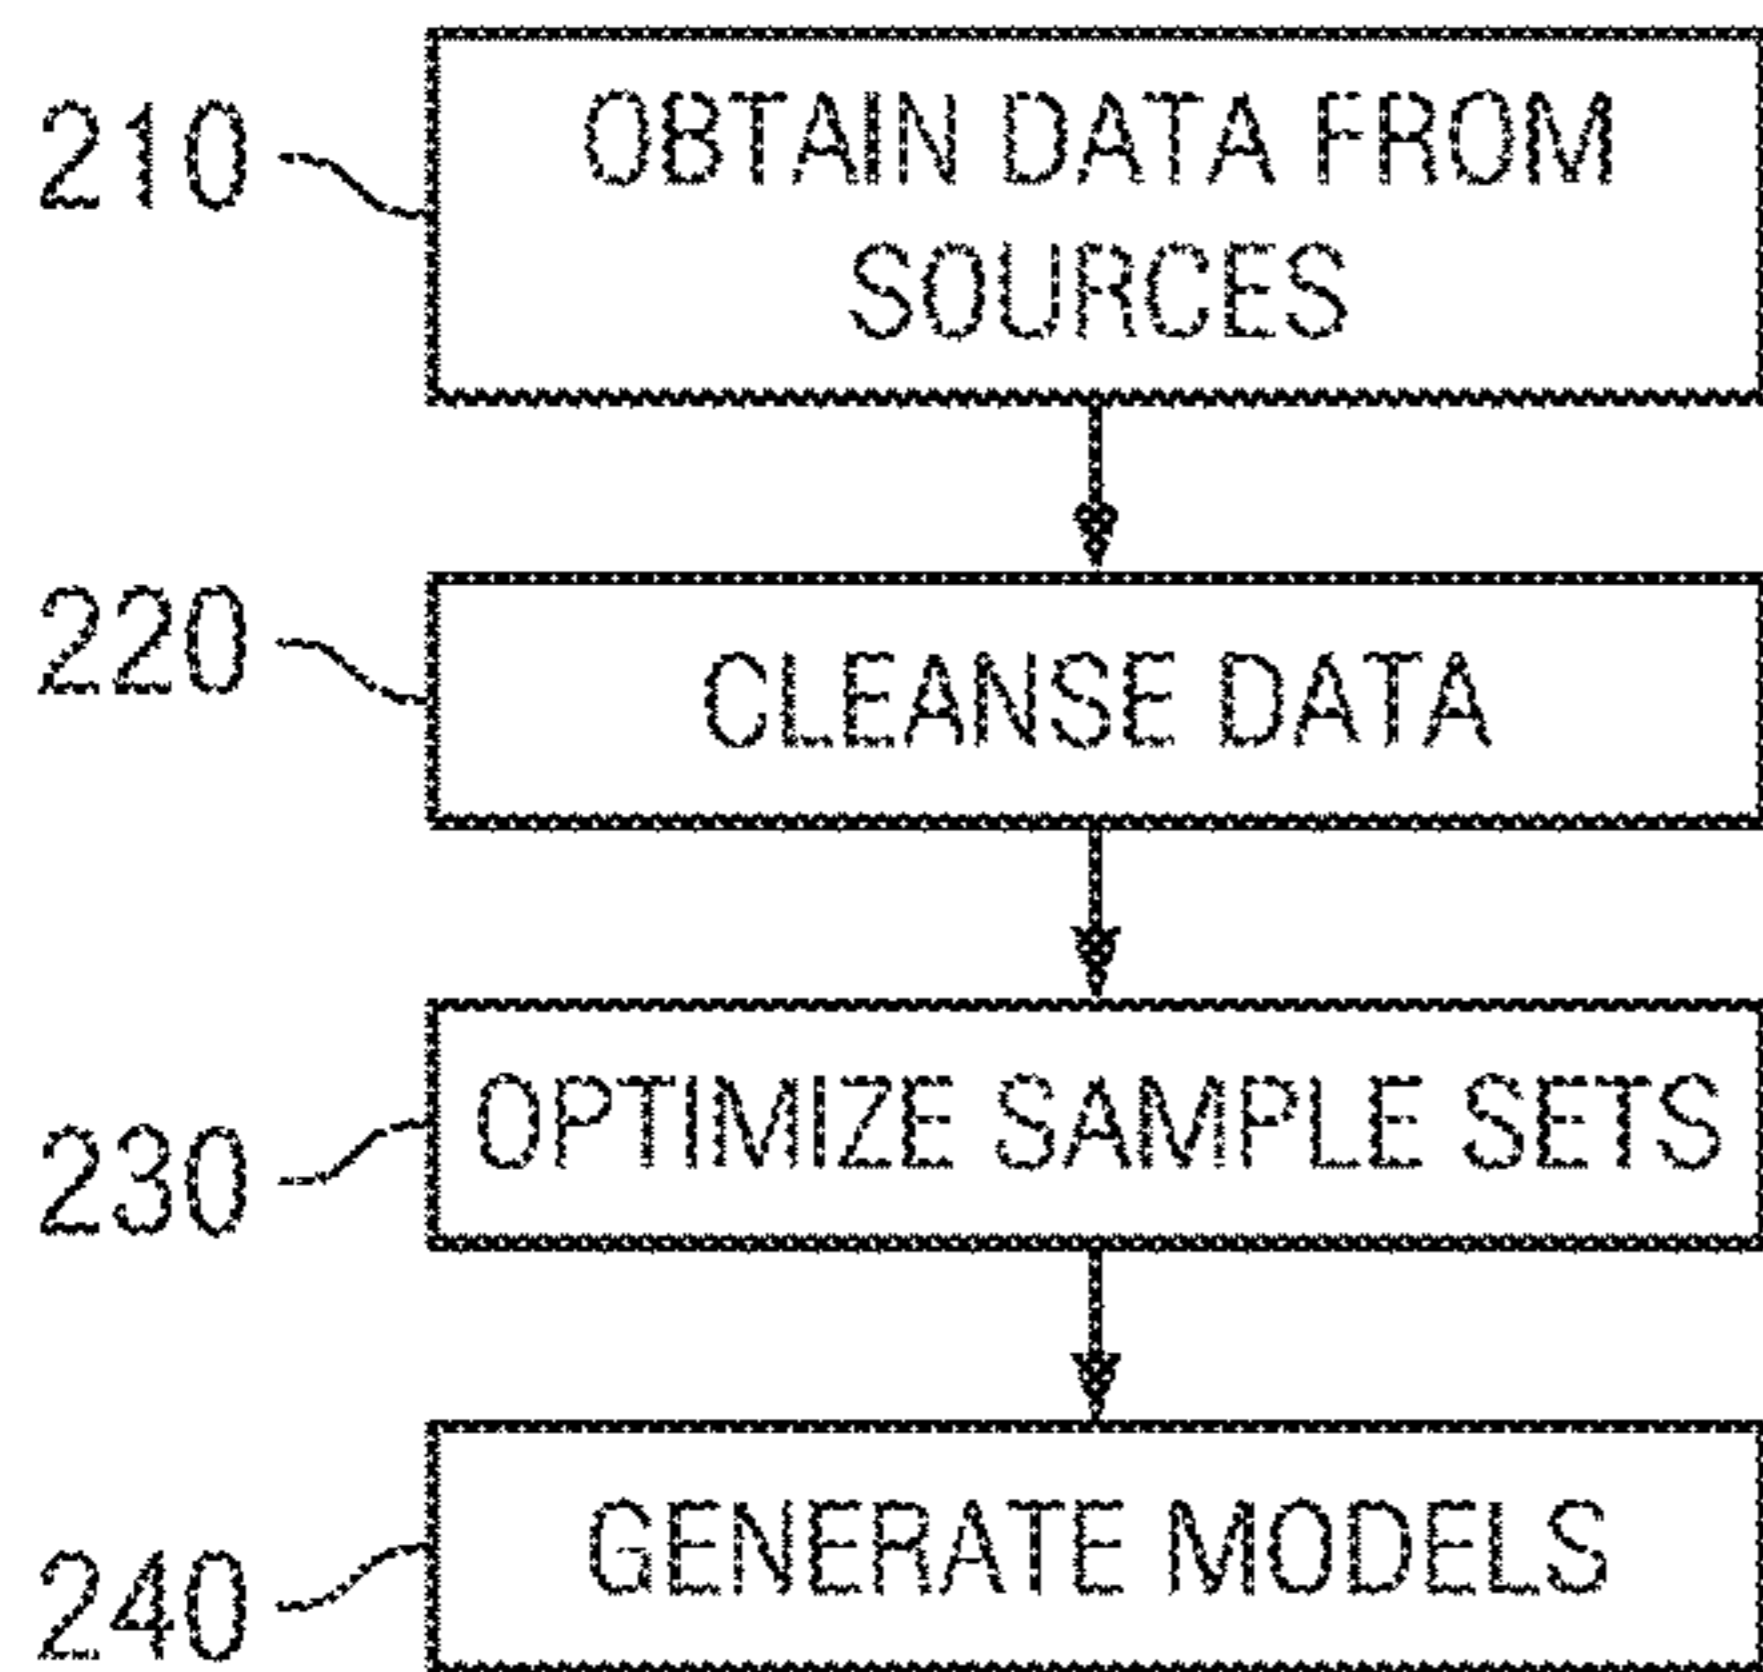 210
OBTAIN DATA FROM
SOURCES
220
CLEANSE DATA
230
OPTIMIZE SAMPLE SETS
240
GENERATE MODELS